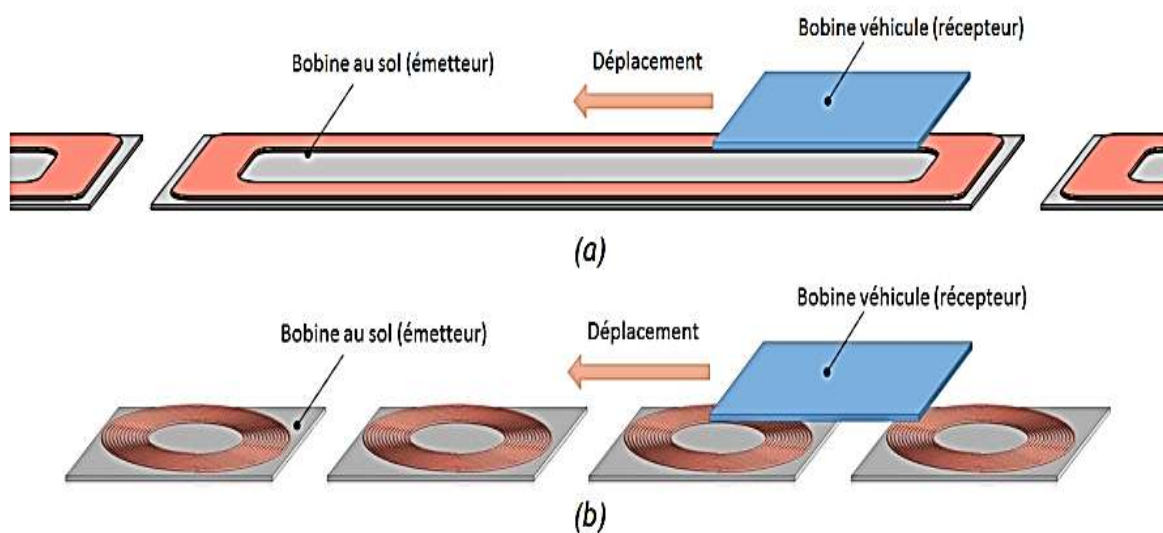 Bobine véhicule (récepteur)
Bobine au sol (émetteur)
Déplacement
(a)
Bobine véhicule (récepteur)
Bobine au sol (émetteur)
Déplacement
(b)